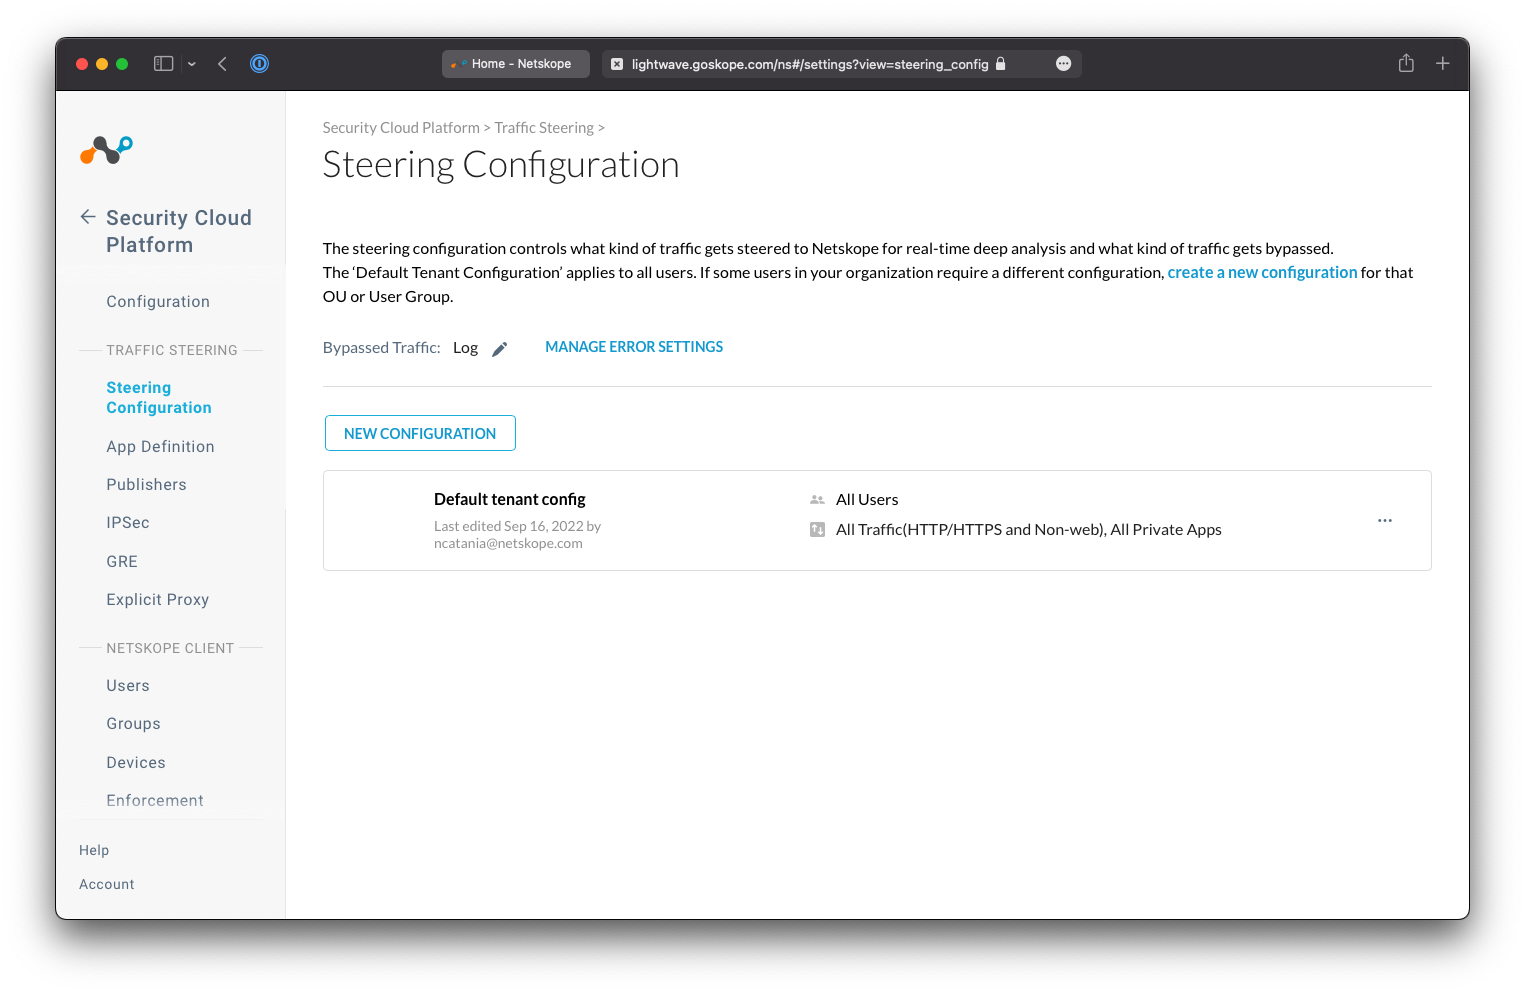 Home - Netskope
lightwave.goskope.com/ns#/settings?view=steering_config
Security Cloud
Platform
Configuration
TRAFFIC STEERING
Steering
Configuration
App Definition
Publishers
IPSec
GRE
Explicit Proxy
NETSKOPE CLIENT
Users
Groups
Devices
Enforcement
Help
Account
Security Cloud Platform > Traffic Steering >
Steering Configuration
The steering configuration controls what kind of traffic gets steered to Netskope for real-time deep analysis and what kind of traffic gets bypassed.
The ‘Default Tenant Configuration’ applies to all users. If some users in your organization require a different configuration, create a new configuration for that
OU or User Group.
Bypassed Traffic: Log
MANAGE ERROR SETTINGS
NEW CONFIGURATION
Default tenant config
Last edited Sep 16, 2022 by
ncatania@netskope.com
All Users
All Traffic(HTTP/HTTPS and Non-web), All Private Apps